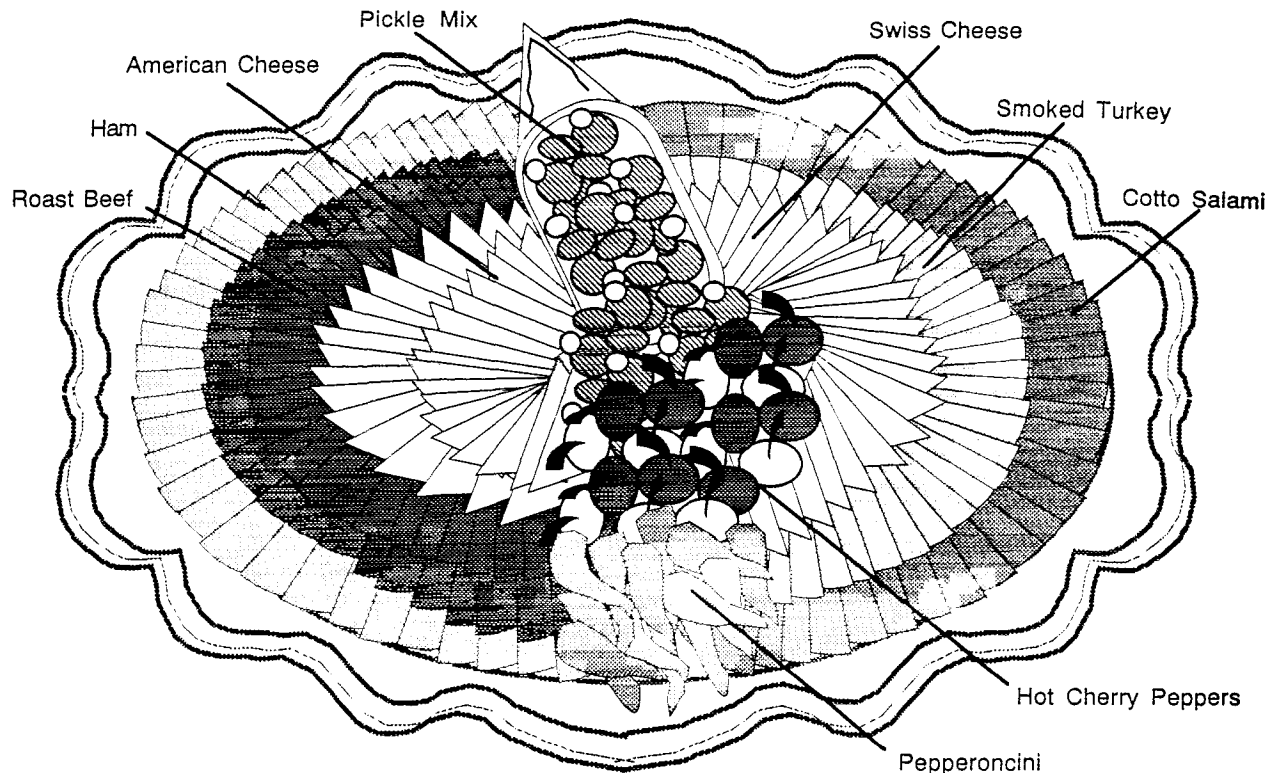 Pickle Mix
Swiss Cheese
American Cheese
Smoked Turkey
Ham
Roast Beef
Cotto Salami
Hot Cherry Peppers
Pepperoncini